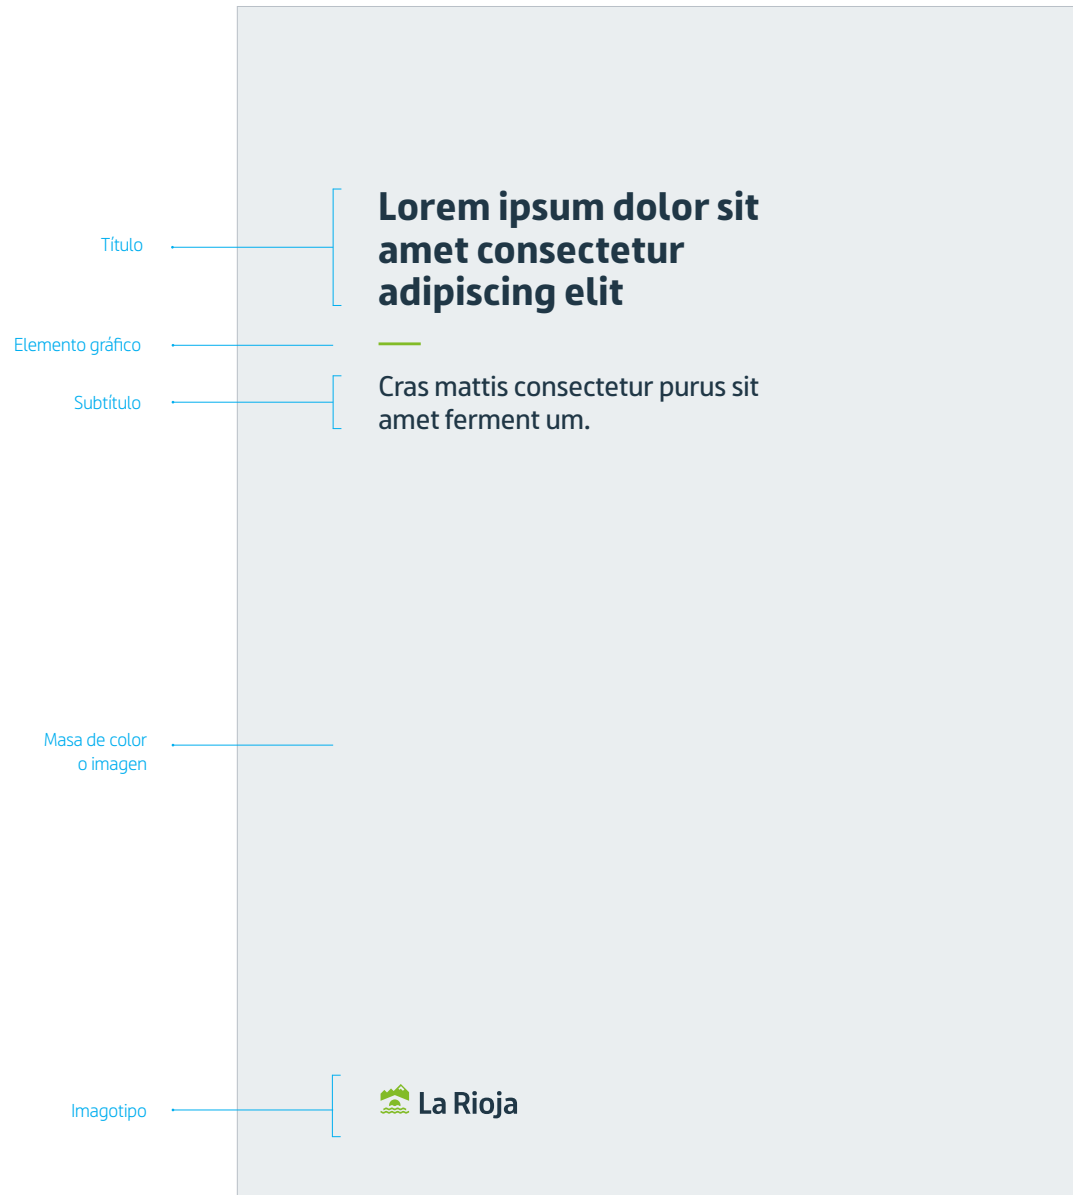 Título
Lorem ipsum dolor sit
amet consectetur
adipiscing elit
Elemento gráfico
Subtítulo
Cras mattis consectetur purus sit
amet ferment um.
Masa de color
o imagen
Imagotipo
La Rioja